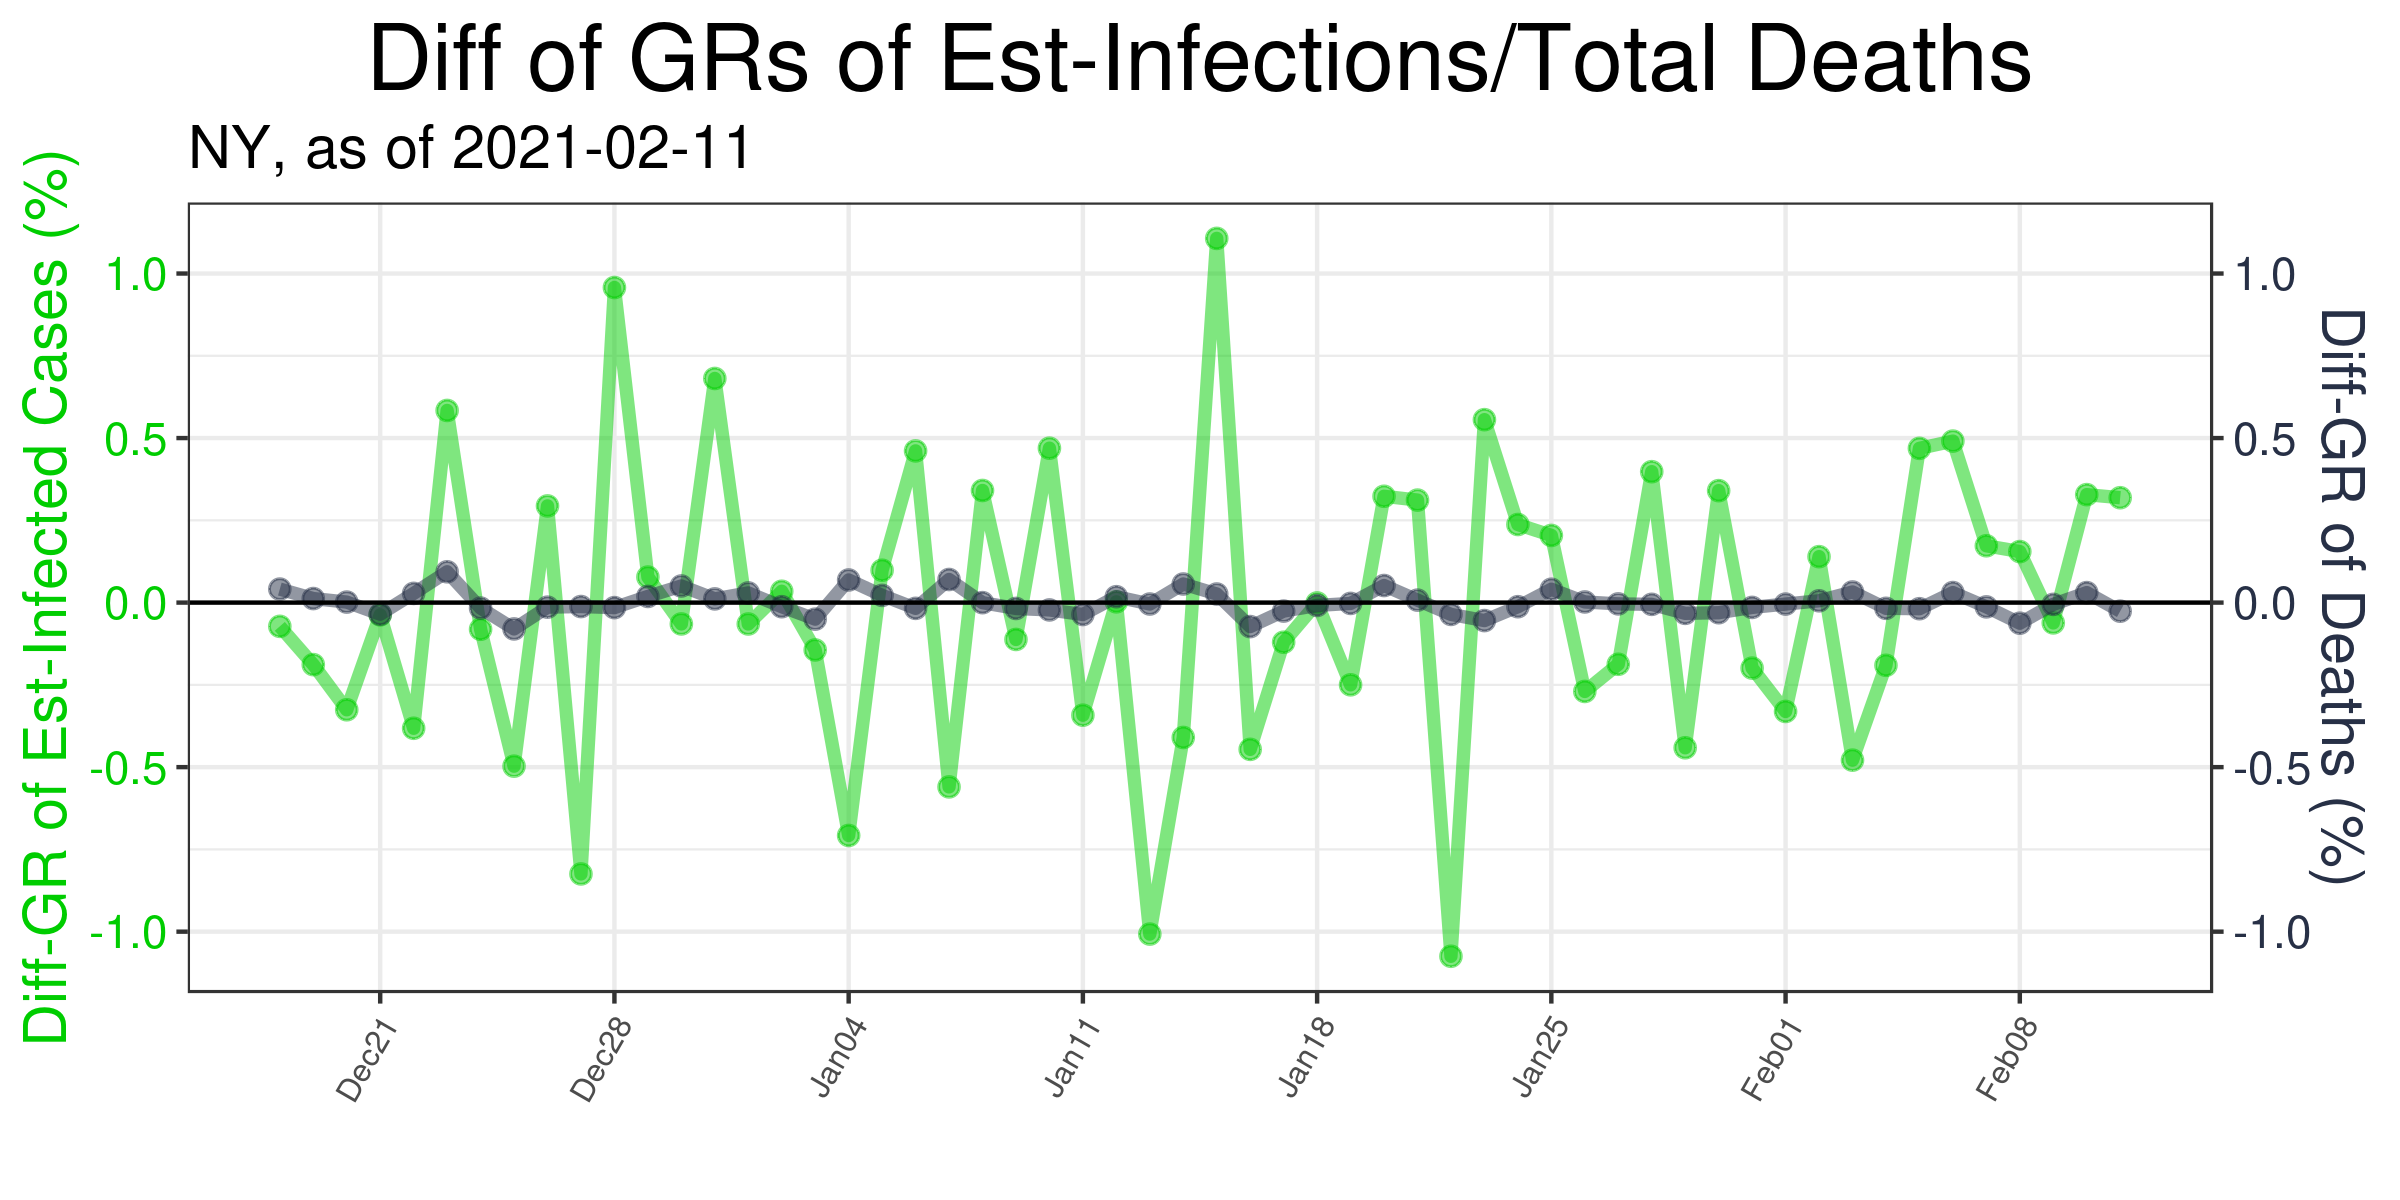 Diff of GRs of Est-Infections/Total Deaths
NY, as of 2021-02-11
Diff-GR of Est-Infected Cases (%)
1.0
0.5
0.0
-0.5
-1.0
1.0
0.5
0.0
-0.5
-1.0
Diff-GR of Deaths (%)
Dec21
Dec28
Jan04
Jan11
Jan18
Jan25
Feb01
Feb08